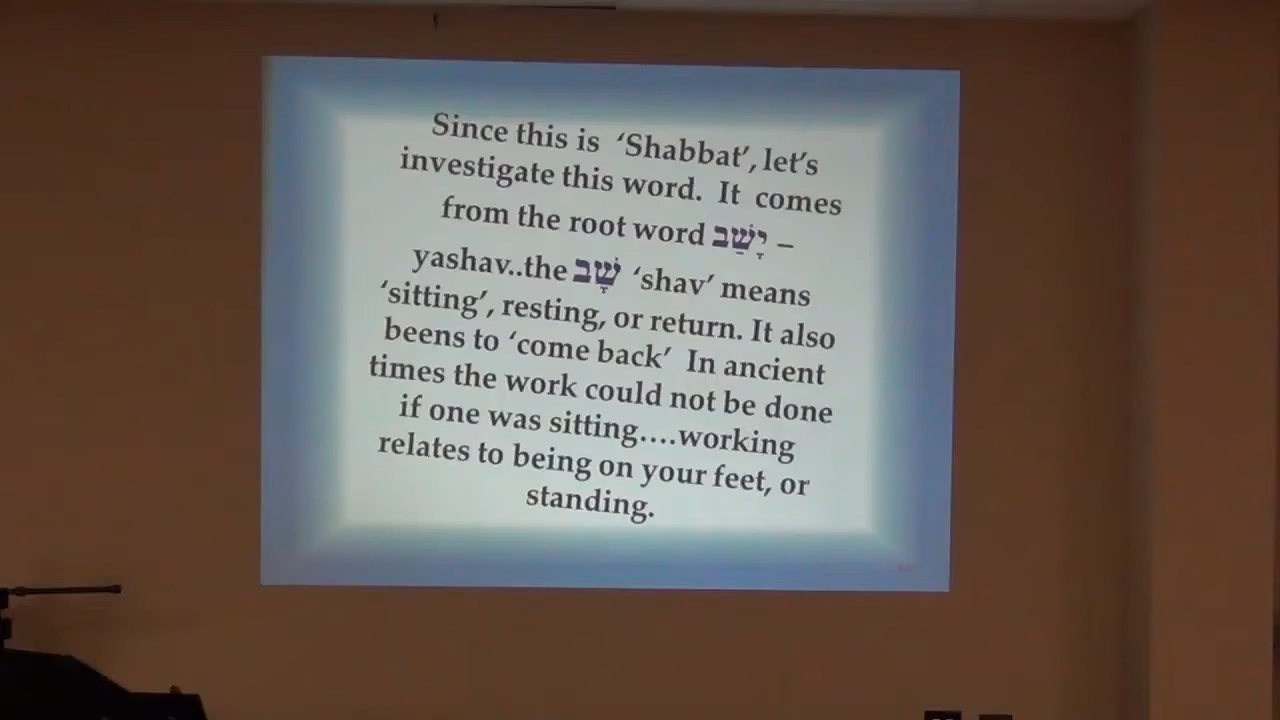 Since this is 'Shabbat', let's
investigate this word. It comes
from the root word יָשַׁב –
yashav..the שָׁב 'shav' means
'sitting', resting, or return. It also
beens to 'come back' In ancient
times the work could not be done
if one was sitting....working
relates to being on your feet, or
standing.